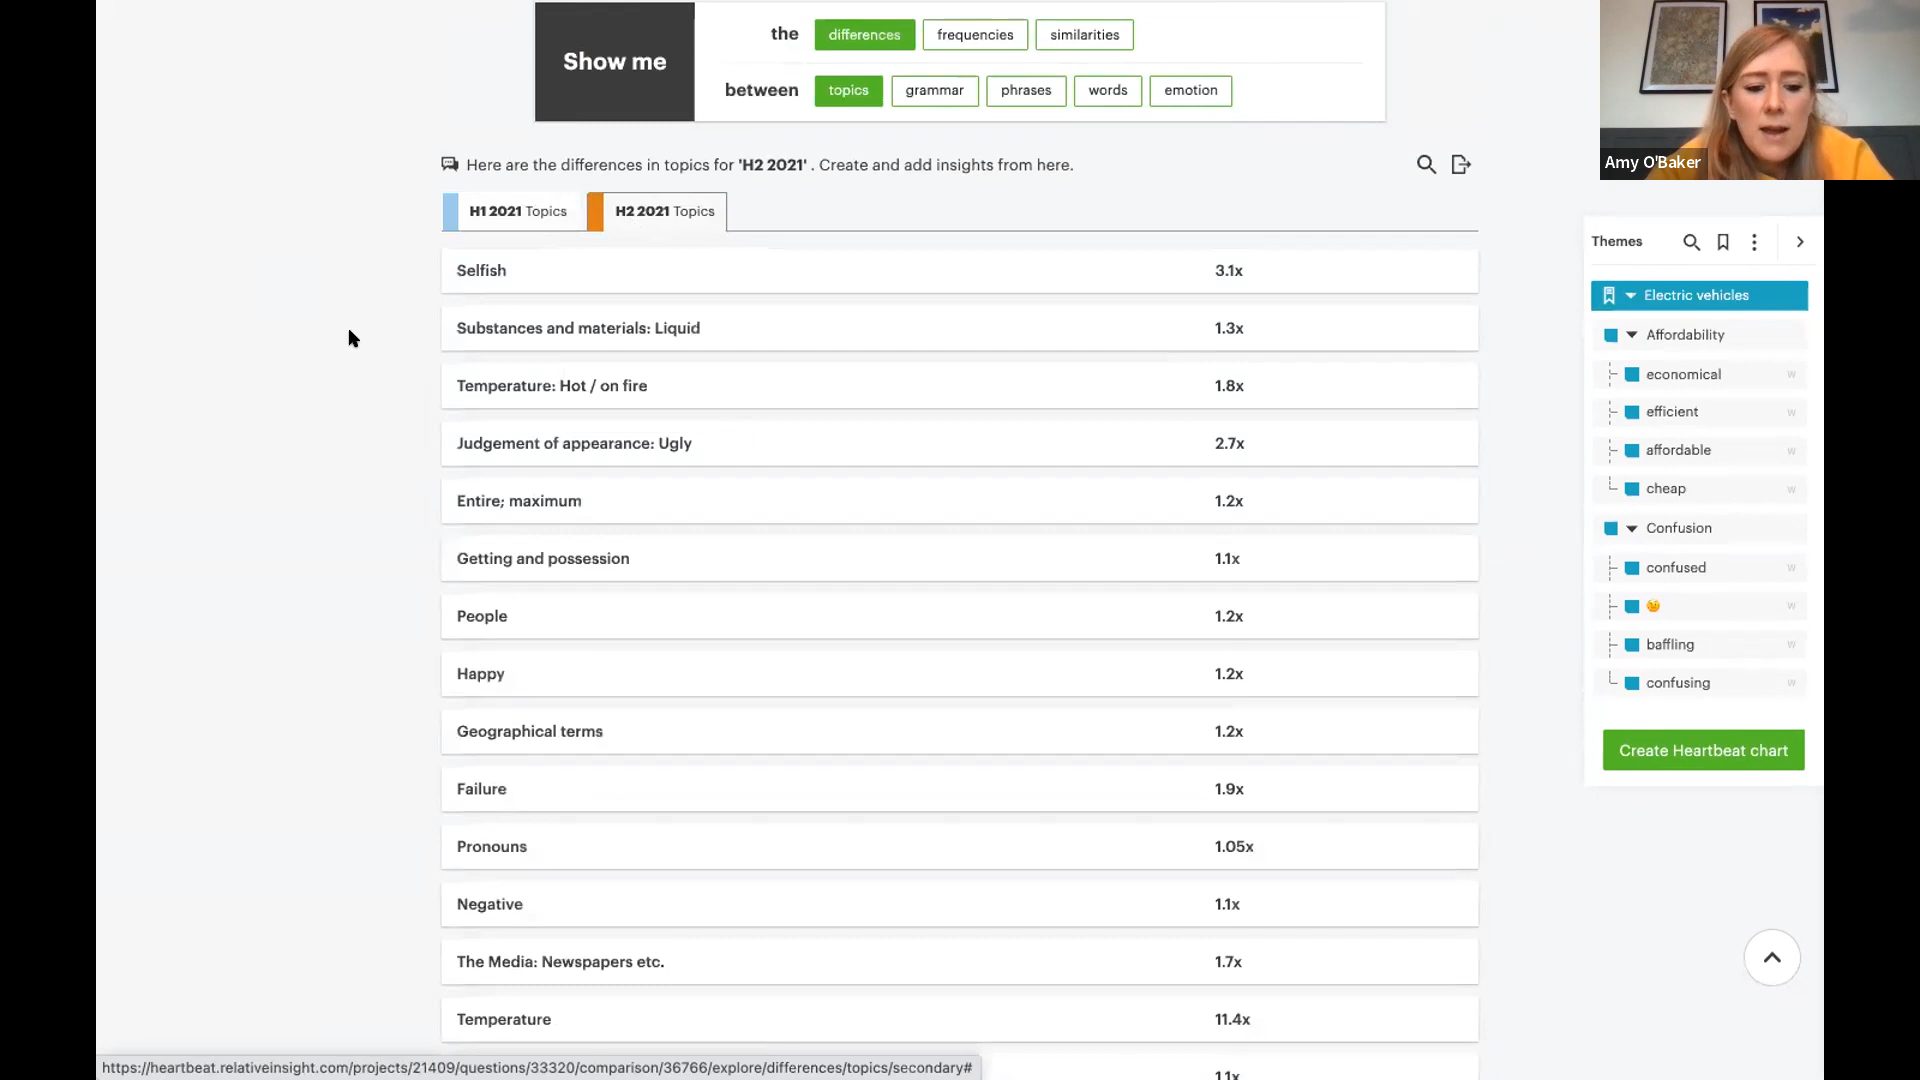 Show me
the differences frequencies similarities
between topics grammar phrases words emotion
Amy O'Baker
Here are the differences in topics for 'H2 2021' . Create and add insights from here.
H1 2021 Topics
H2 2021 Topics
Selfish 3.1x
Substances and materials: Liquid 1.3x
Temperature: Hot / on fire 1.8x
Judgement of appearance: Ugly 2.7x
Entire; maximum 1.2x
Getting and possession 1.1x
People 1.2x
Happy 1.2x
Geographical terms 1.2x
Failure 1.9x
Pronouns 1.05x
Negative 1.1x
The Media: Newspapers etc. 1.7x
Temperature 11.4x
1.1x
Themes
Electric vehicles
Affordability
economical w
efficient w
affordable w
cheap w
Confusion
confused w
w
baffling w
confusing w
Create Heartbeat chart
https://heartbeat.relativeinsight.com/projects/21409/questions/33320/comparison/36766/explore/differences/topics/secondary#